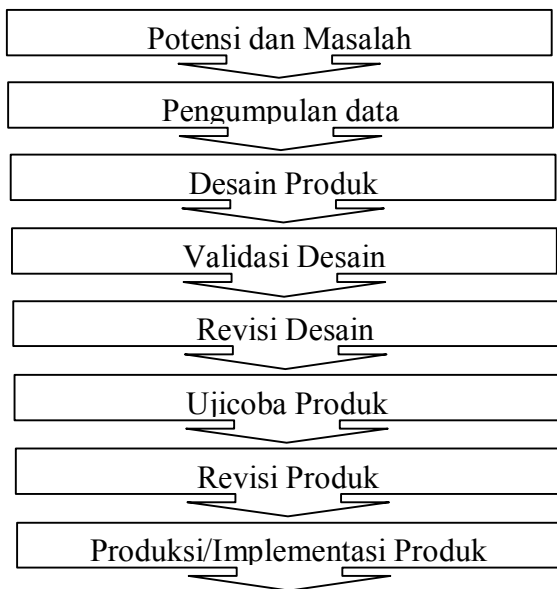 Potensi dan Masalah
Pengumpulan data
Desain Produk
Validasi Desain
Revisi Desain
Ujicoba Produk
Revisi Produk
Produksi/Implementasi Produk